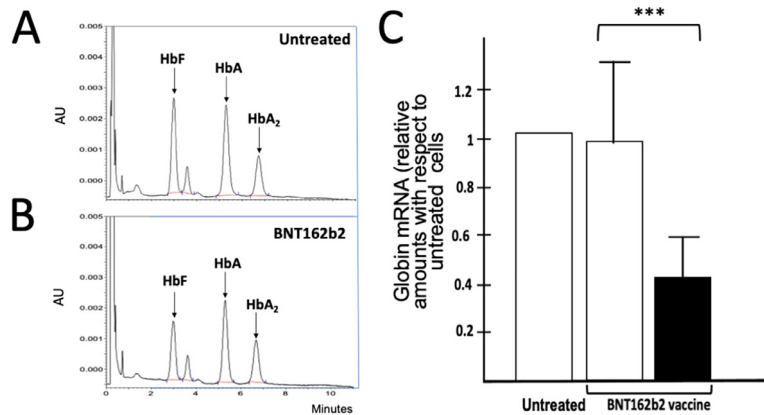 A
Untreated
0.005
0.004
0.003
0.002
0.001
0.000
AU
HbF
HbA
HbA₂
B
BNT162b2
0.005
0.004
0.003
0.002
0.001
0.000
AU
HbF
HbA
HbA₂
0 2 4 6 8 10
Minutes
C
***
Globin mRNA (relative
amounts with respect to
untreated cells
1.2
1
0.8
0.6
0.4
0.2
Untreated
BNT162b2 vaccine